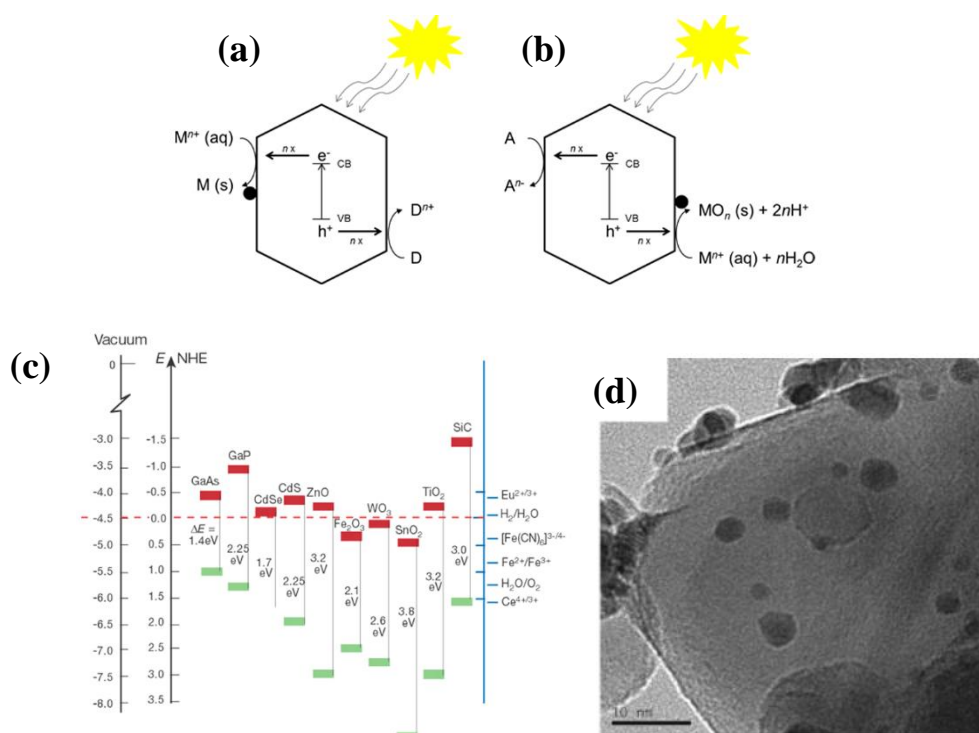 (a)
Mⁿ⁺ (aq)
M (s)
n x
e⁻
CB
VB
h⁺
n x
Dⁿ⁺
D
(b)
A
Aⁿ⁻
n x
e⁻
CB
VB
h⁺
n x
MOₙ (s) + 2nH⁺
Mⁿ⁺ (aq) + nH₂O
(c)
Vacuum
E NHE
0
-3.0
-3.5
-4.0
-4.5
-5.0
-5.5
-6.0
-6.5
-7.0
-7.5
-8.0
-1.5
-1.0
-0.5
-0.0
0.5
1.0
1.5
2.0
2.5
3.0
3.5
GaAs
ΔE =
1.4eV
GaP
2.25
eV
CdSe
1.7
eV
CdS
2.25
eV
ZnO
3.2
eV
Fe₂O₃
2.1
eV
WO₃
2.6
eV
SnO₂
3.8
eV
TiO₂
3.2
eV
SiC
3.0
eV
Eu²⁺/³⁺
H₂/H₂O
[Fe(CN)₆]³⁻/⁴⁻
Fe²⁺/Fe³⁺
H₂O/O₂
Ce⁴⁺/³⁺
(d)
10 nm